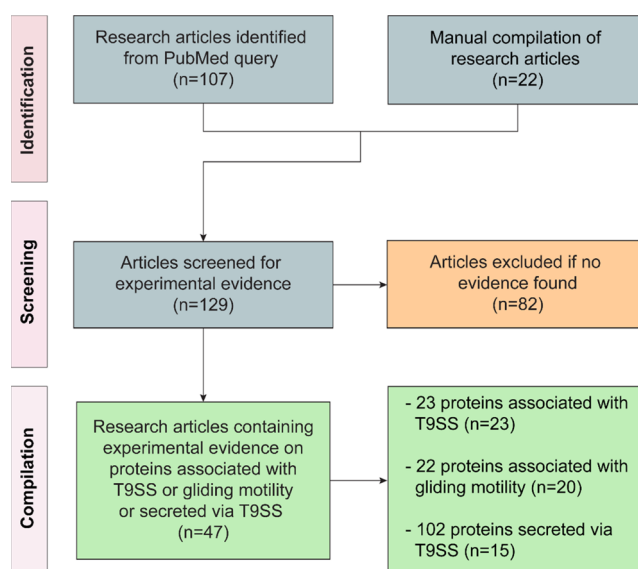 Identification
Research articles identified
from PubMed query
(n=107)
Manual compilation of
research articles
(n=22)
Screening
Articles screened for
experimental evidence
(n=129)
Articles excluded if no
evidence found
(n=82)
Compilation
Research articles containing
experimental evidence on
proteins associated with
T9SS or gliding motility
or secreted via T9SS
(n=47)
- 23 proteins associated with
T9SS (n=23)
- 22 proteins associated with
gliding motility (n=20)
- 102 proteins secreted via
T9SS (n=15)